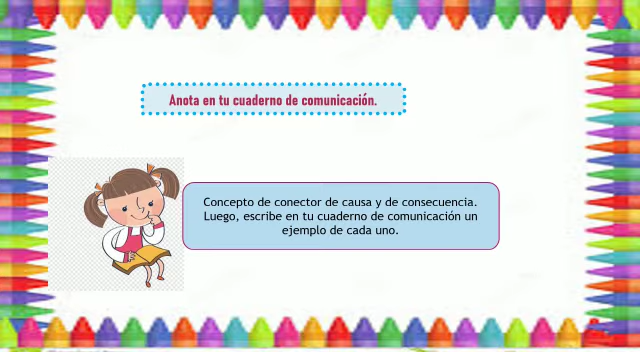 Anota en tu cuaderno de comunicación.
Concepto de conector de causa y de consecuencia.
Luego, escribe en tu cuaderno de comunicación un
ejemplo de cada uno.